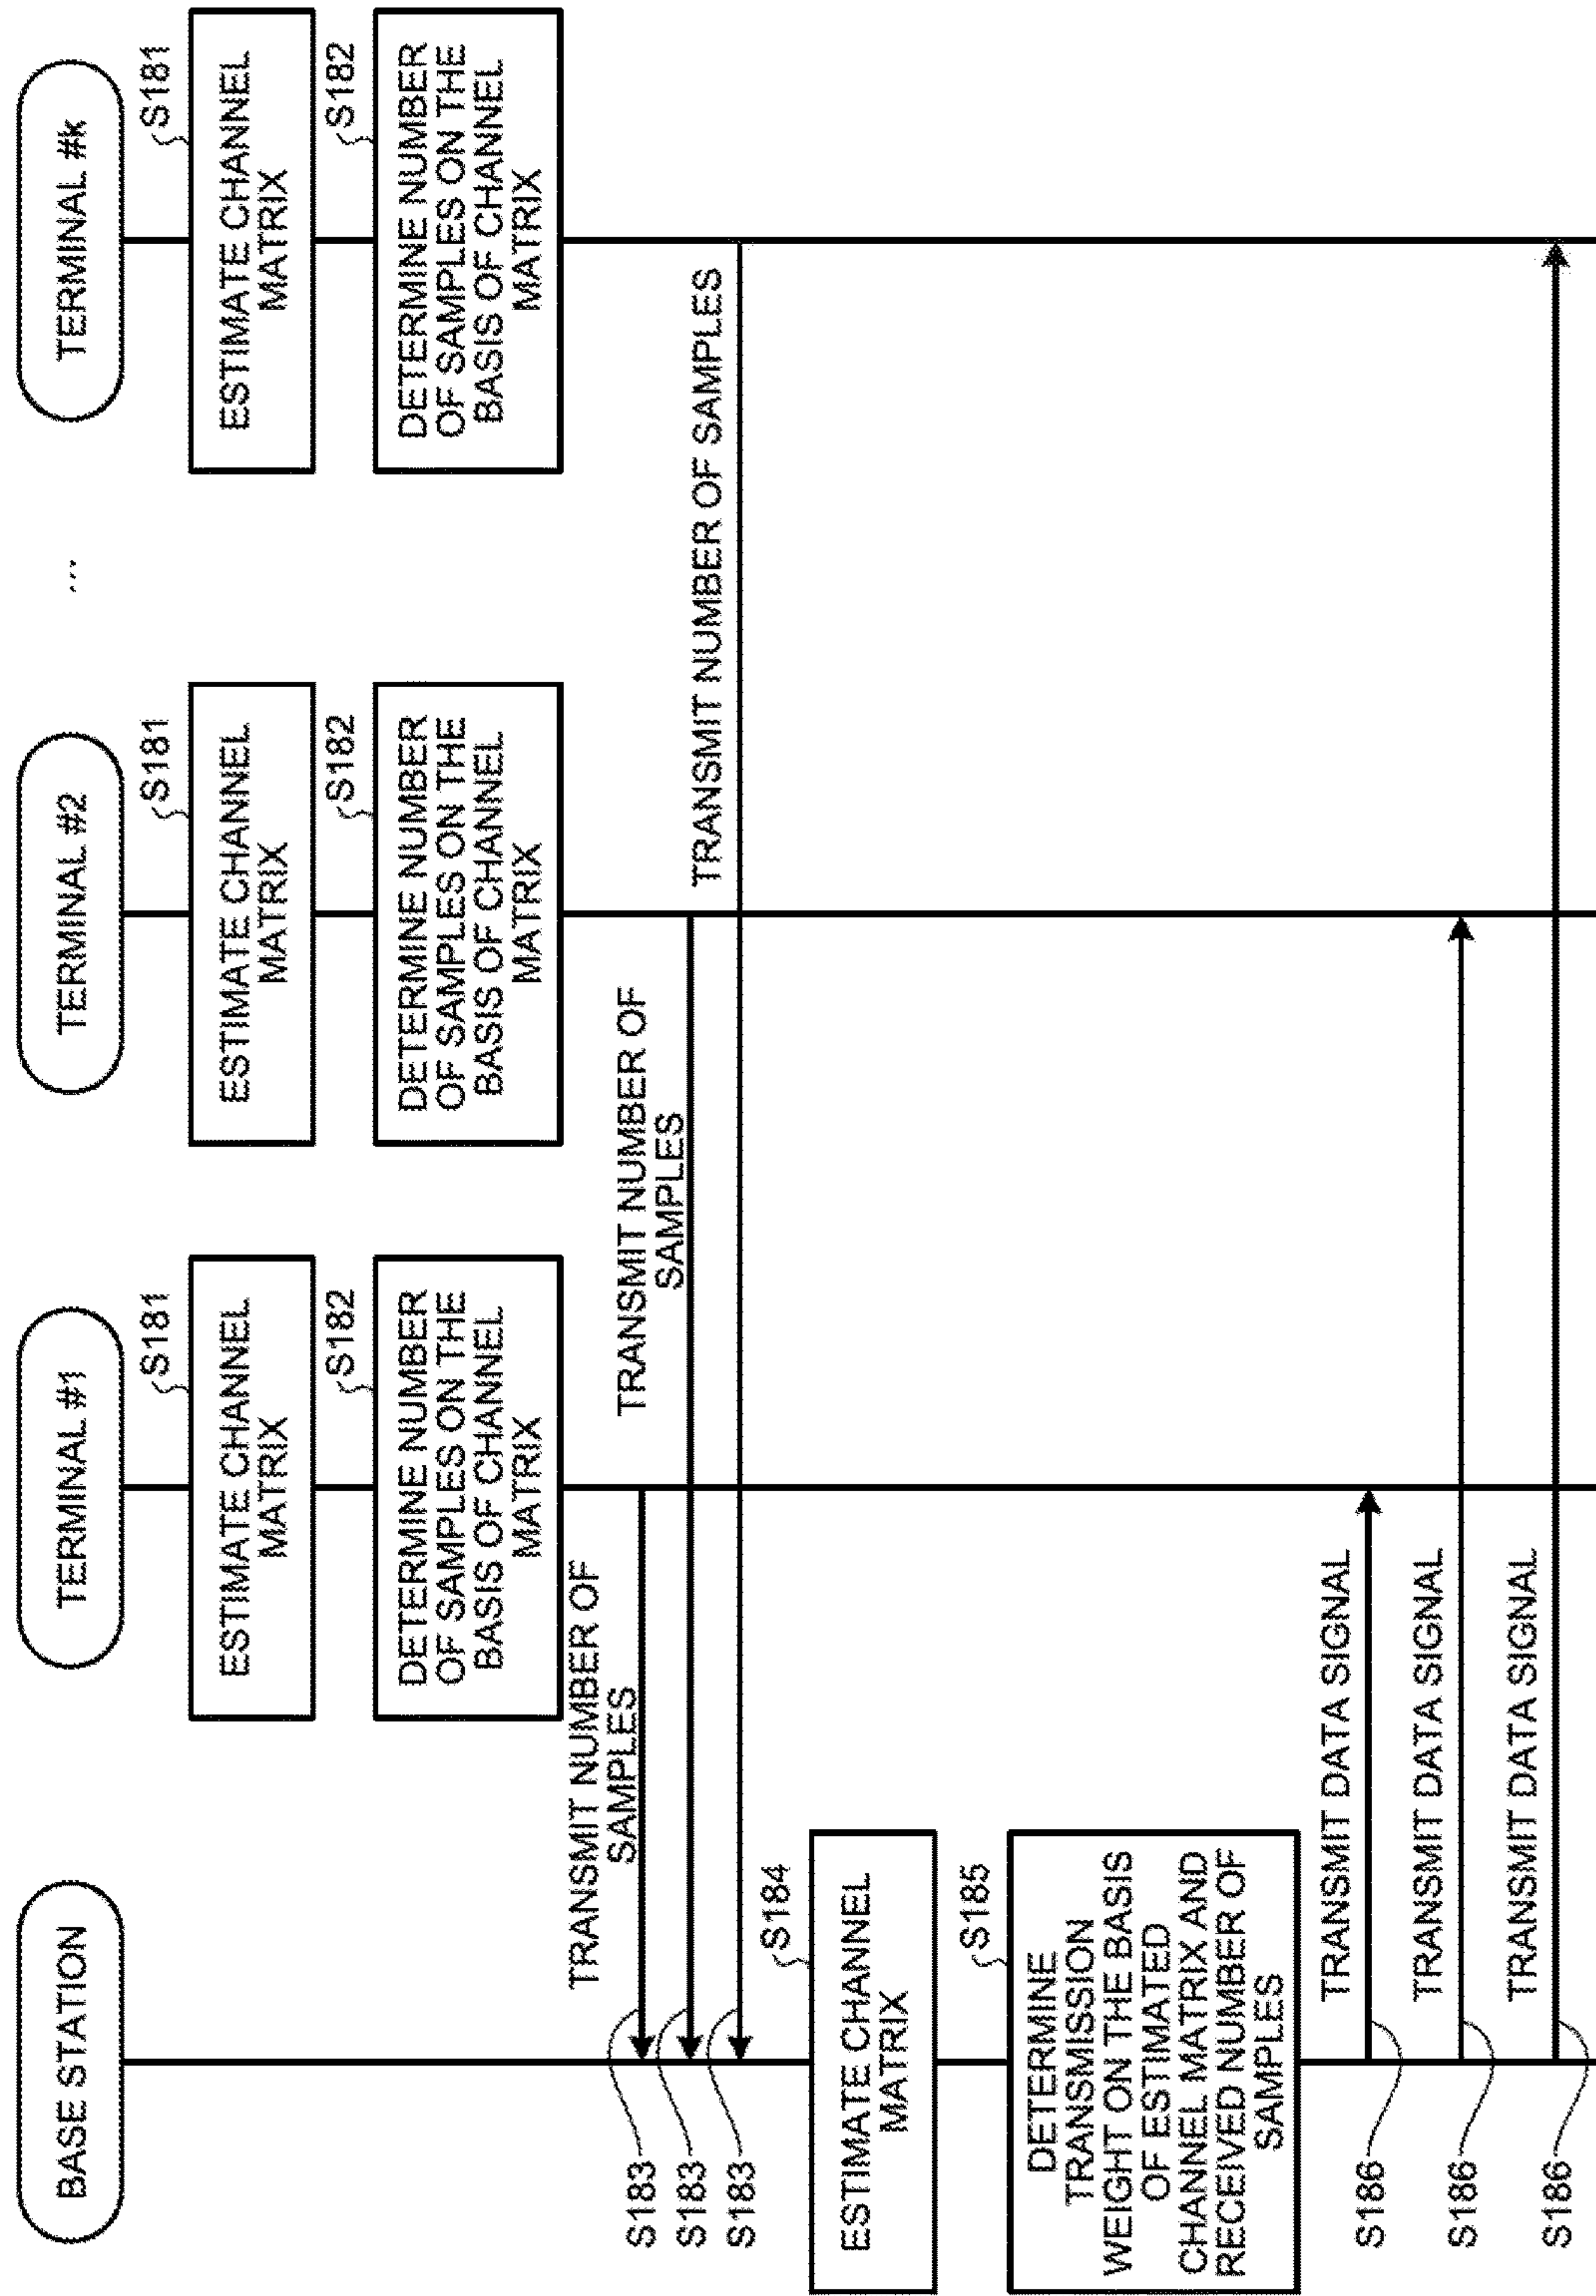 BASE STATION
TERMINAL #1
TERMINAL #2
...
TERMINAL #k
S181
ESTIMATE CHANNEL
MATRIX
S181
ESTIMATE CHANNEL
MATRIX
S181
ESTIMATE CHANNEL
MATRIX
S182
DETERMINE NUMBER
OF SAMPLES ON THE
BASIS OF CHANNEL
MATRIX
S182
DETERMINE NUMBER
OF SAMPLES ON THE
BASIS OF CHANNEL
MATRIX
S182
DETERMINE NUMBER
OF SAMPLES ON THE
BASIS OF CHANNEL
MATRIX
TRANSMIT NUMBER OF
SAMPLES
S183
TRANSMIT NUMBER OF
SAMPLES
S183
TRANSMIT NUMBER OF SAMPLES
S183
S184
ESTIMATE CHANNEL
MATRIX
S185
DETERMINE
TRANSMISSION
WEIGHT ON THE BASIS
OF ESTIMATED
CHANNEL MATRIX AND
RECEIVED NUMBER OF
SAMPLES
TRANSMIT DATA SIGNAL
S186
TRANSMIT DATA SIGNAL
S186
TRANSMIT DATA SIGNAL
S186